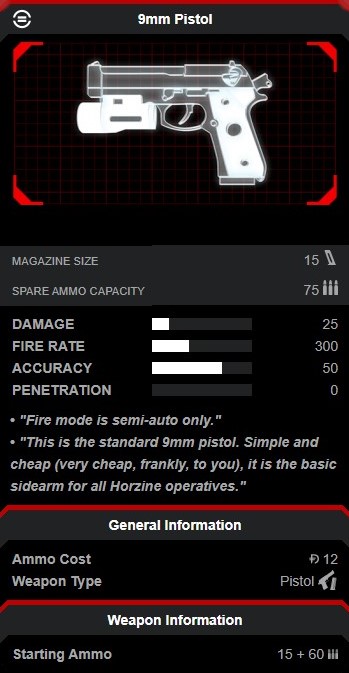 9mm Pistol
MAGAZINE SIZE 15
SPARE AMMO CAPACITY 75
DAMAGE 25
FIRE RATE 300
ACCURACY 50
PENETRATION 0
• "Fire mode is semi-auto only."
• "This is the standard 9mm pistol. Simple and
cheap (very cheap, frankly, to you), it is the basic
sidearm for all Horzine operatives."
General Information
Ammo Cost 12
Weapon Type Pistol
Weapon Information
Starting Ammo 15 + 60